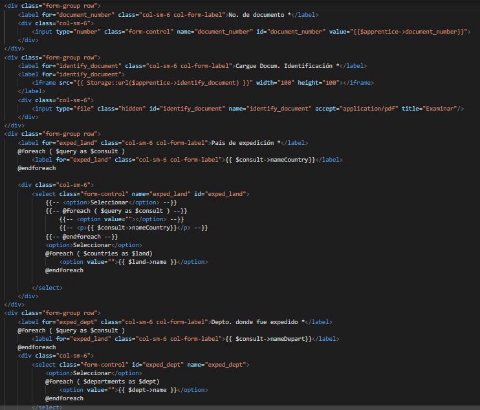 <div class="form-group row">
<label for="document_number" class="col-sm-6 col-form-label">No. de documento *</label>
<div class="col-sm-6">
<input type="number" class="form-control" name="document_number" id="document_number" value="{{$apprentice->document_number}}">
</div>
</div>
<div class="form-group row">
<label for="identify_document" class="col-sm-6 col-form-label">Cargue Docum. Identificación *</label>
<label for="identify_document">
<iframe src="{{ Storage::url($apprentice->identify_document) }}" width="100" height="100"></iframe>
</label>
<div class="col-sm-6">
<input type="file" class="hidden" id="identify_document" name="identify_document" accept="application/pdf" title="Examinar"/>
</div>
</div>
<div class="form-group row">
<label for="exped_land" class="col-sm-6 col-form-label">País de expedición *</label>
@foreach ( $query as $consult )
<label for="exped_land" class="col-sm-6 col-form-label">{{ $consult->nameCountry}}</label>
@endforeach
<div class="col-sm-6">
<select class="form-control" name="exped_land" id="exped_land">
{{-- <option>Seleccionar</option> --}}
{{-- @foreach ( $query as $consult ) --}}
{{-- <option value=""></option> --}}
{{-- <p>{{ $consult->nameCountry}}</p> --}}
{{-- @endforeach --}}
<option>Seleccionar</option>
@foreach ( $countries as $land)
<option value="">{{ $land->name }}</option>
@endforeach
</select>
</div>
</div>
<div class="form-group row">
<label for="exped_dept" class="col-sm-6 col-form-label">Depto. donde fue expedido *</label>
@foreach ( $query as $consult )
<label for="exped_land" class="col-sm-6 col-form-label">{{ $consult->nameDepart}}</label>
@endforeach
<div class="col-sm-6">
<select class="form-control" id="exped_dept" name="exped_dept">
<option>Seleccionar</option>
@foreach ( $departments as $dept)
<option value="">{{ $dept->name }}</option>
@endforeach
</select>